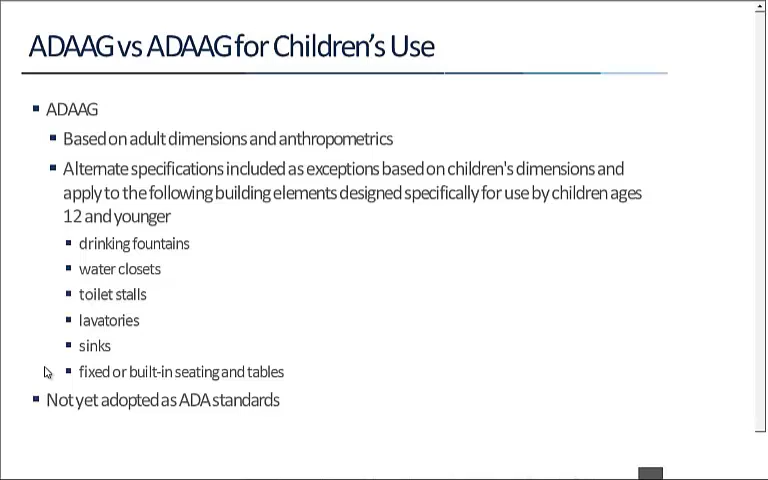 ADAAG vs ADAAG for Children's Use
ADAAG
Based on adult dimensions and anthropometrics
Alternate specifications included as exceptions based on children's dimensions and
apply to the following building elements designed specifically for use by children ages
12 and younger
drinking fountains
water closets
toilet stalls
lavatories
sinks
fixed or built-in seating and tables
Not yet adopted as ADA standards